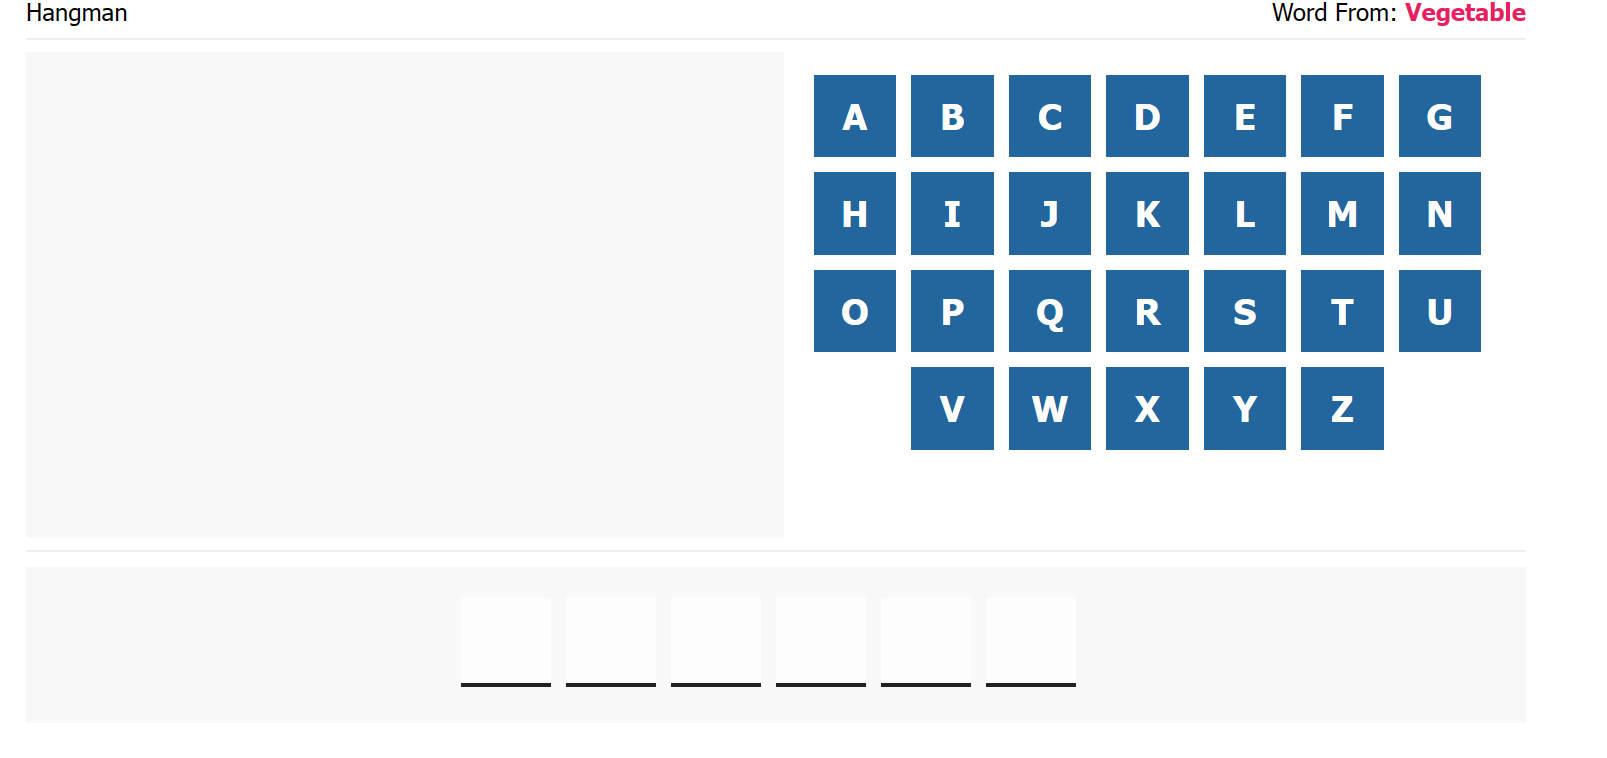 Hangman
Word From: Vegetable
A B C D E F G
H I J K L M N
O P Q R S T U
V W X Y Z